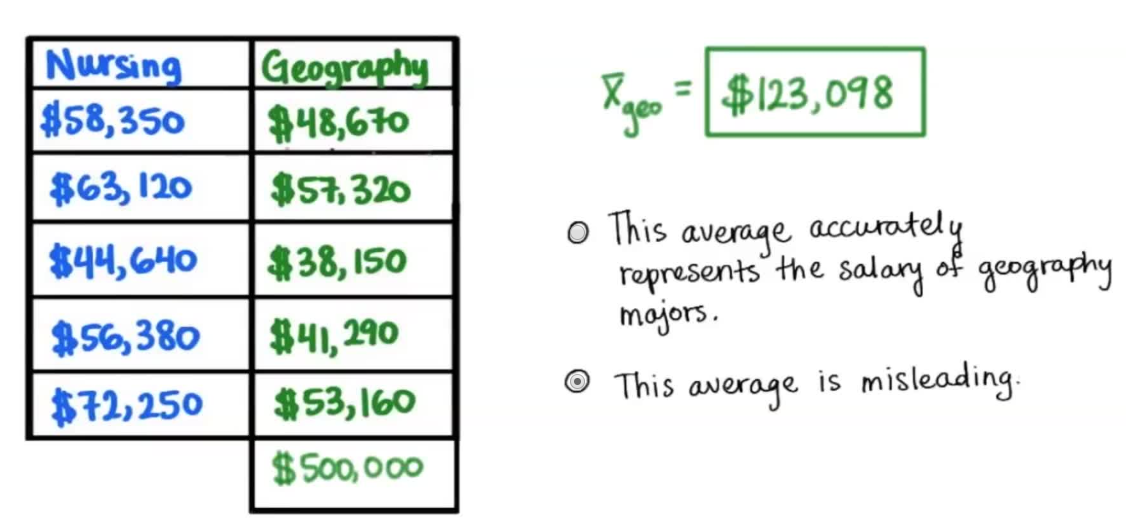 Nursing Geography
$58,350 $48,670
$63,120 $57,320
$44,640 $38,150
$56,380 $41,290
$72,250 $53,160
$500,000
x̄geo = $123,098
This average accurately
represents the salary of geography
majors.
This average is misleading.